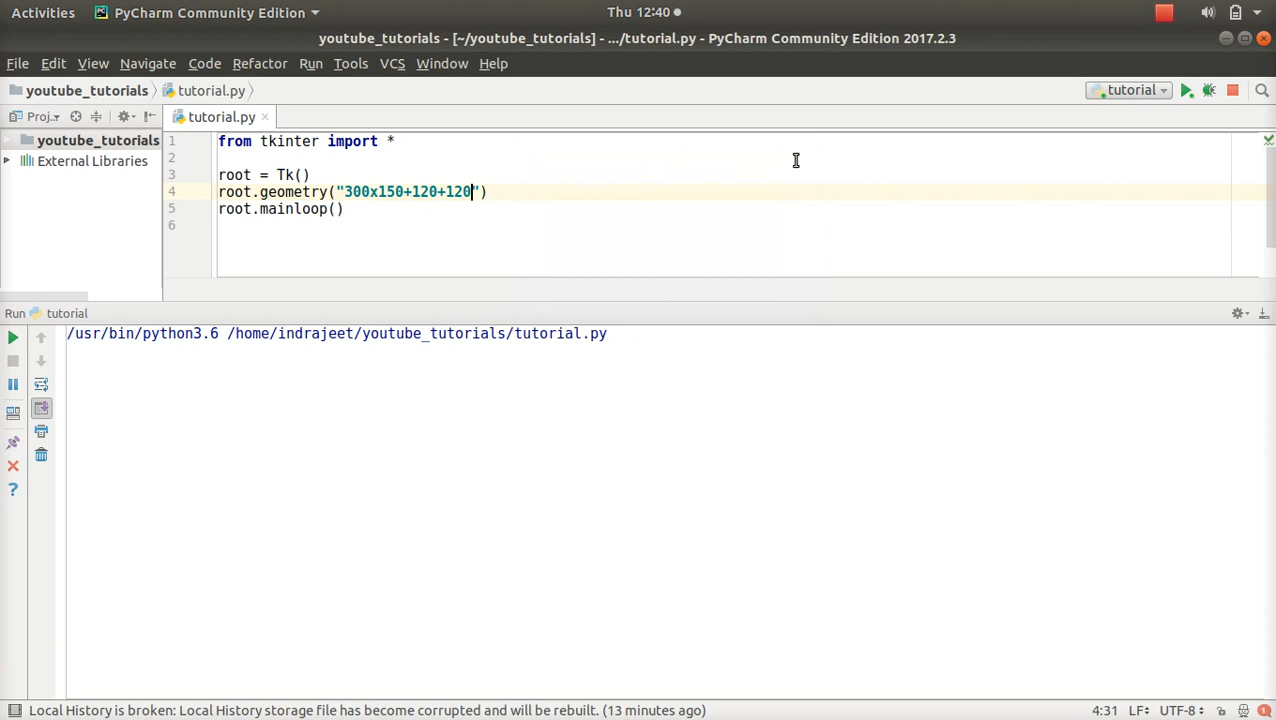 Activities PyCharm Community Edition Thu 12:40
youtube_tutorials - [~/youtube_tutorials] - .../tutorial.py - PyCharm Community Edition 2017.2.3
File Edit View Navigate Code Refactor Run Tools VCS Window Help
youtube_tutorials tutorial.py tutorial
Proj.. tutorial.py
youtube_tutorials
External Libraries
1 from tkinter import *
2
3 root = Tk()
4 root.geometry("300x150+120+120")
5 root.mainloop()
6
Run tutorial
/usr/bin/python3.6 /home/indrajeet/youtube_tutorials/tutorial.py
Local History is broken: Local History storage file has become corrupted and will be rebuilt. (13 minutes ago) 4:31 LF UTF-8 1